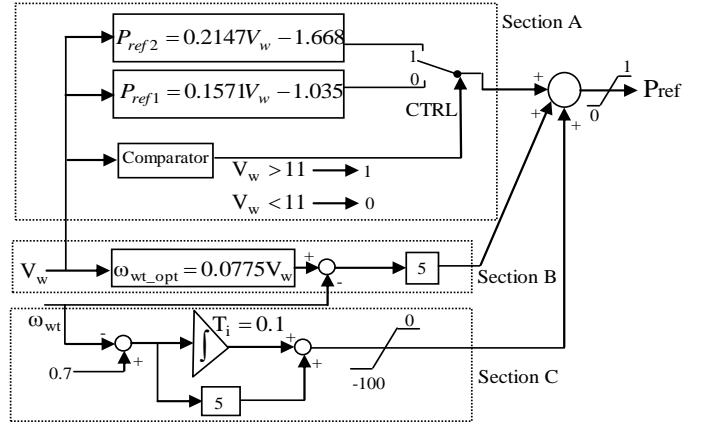 Section A
P_ref2 = 0.2147V_w − 1.668
1
P_ref1 = 0.1571V_w − 1.035
0
CTRL
Comparator
V_w > 11 1
V_w < 11 0
+
+
+
1
0
P_ref
V_w
ω_wt_opt = 0.0775V_w
+
-
5
Section B
ω_wt
-
+
0.7
∫
T_i = 0.1
5
+
+
0
-100
Section C